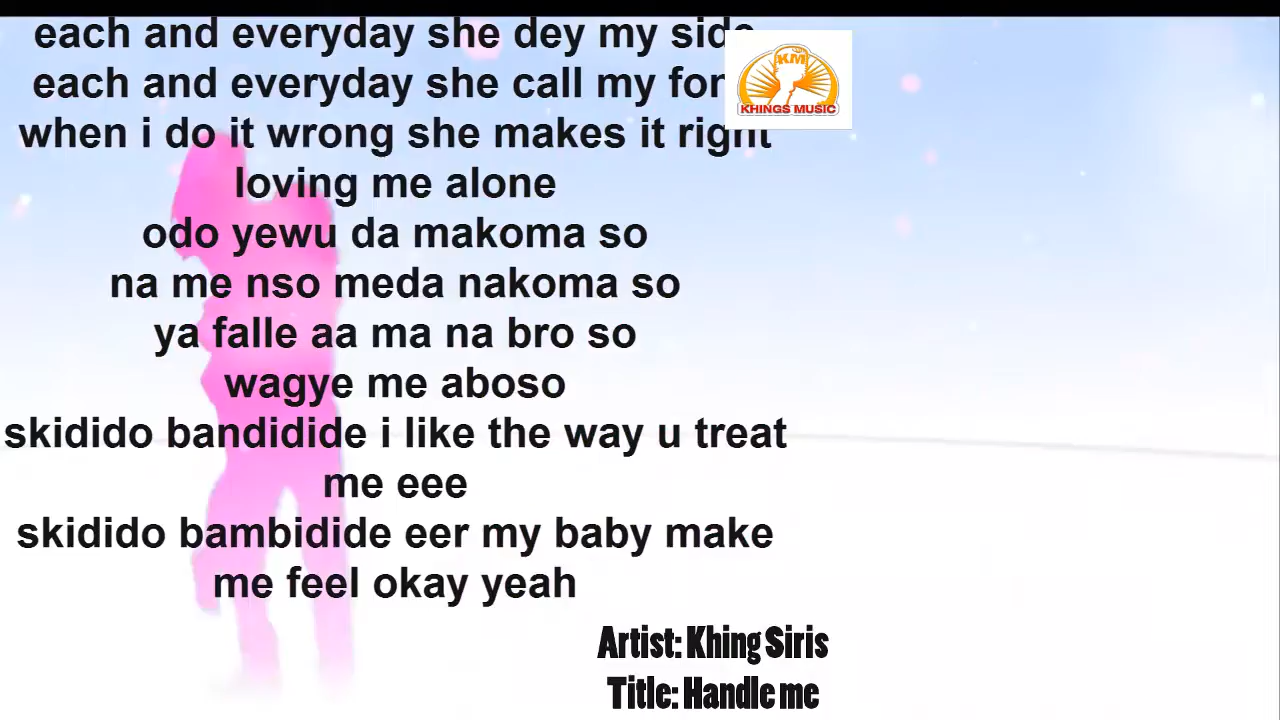 each and everyday she dey my side
each and everyday she call my fon
KM
KHINGS MUSIC
when i do it wrong she makes it right
loving me alone
odo yewu da makoma so
na me nso meda nakoma so
ya falle aa ma na bro so
wagye me aboso
skidido bandidide i like the way u treat
me eee
skidido bambidide eer my baby make
me feel okay yeah
Artist: Khing Siris
Title: Handle me